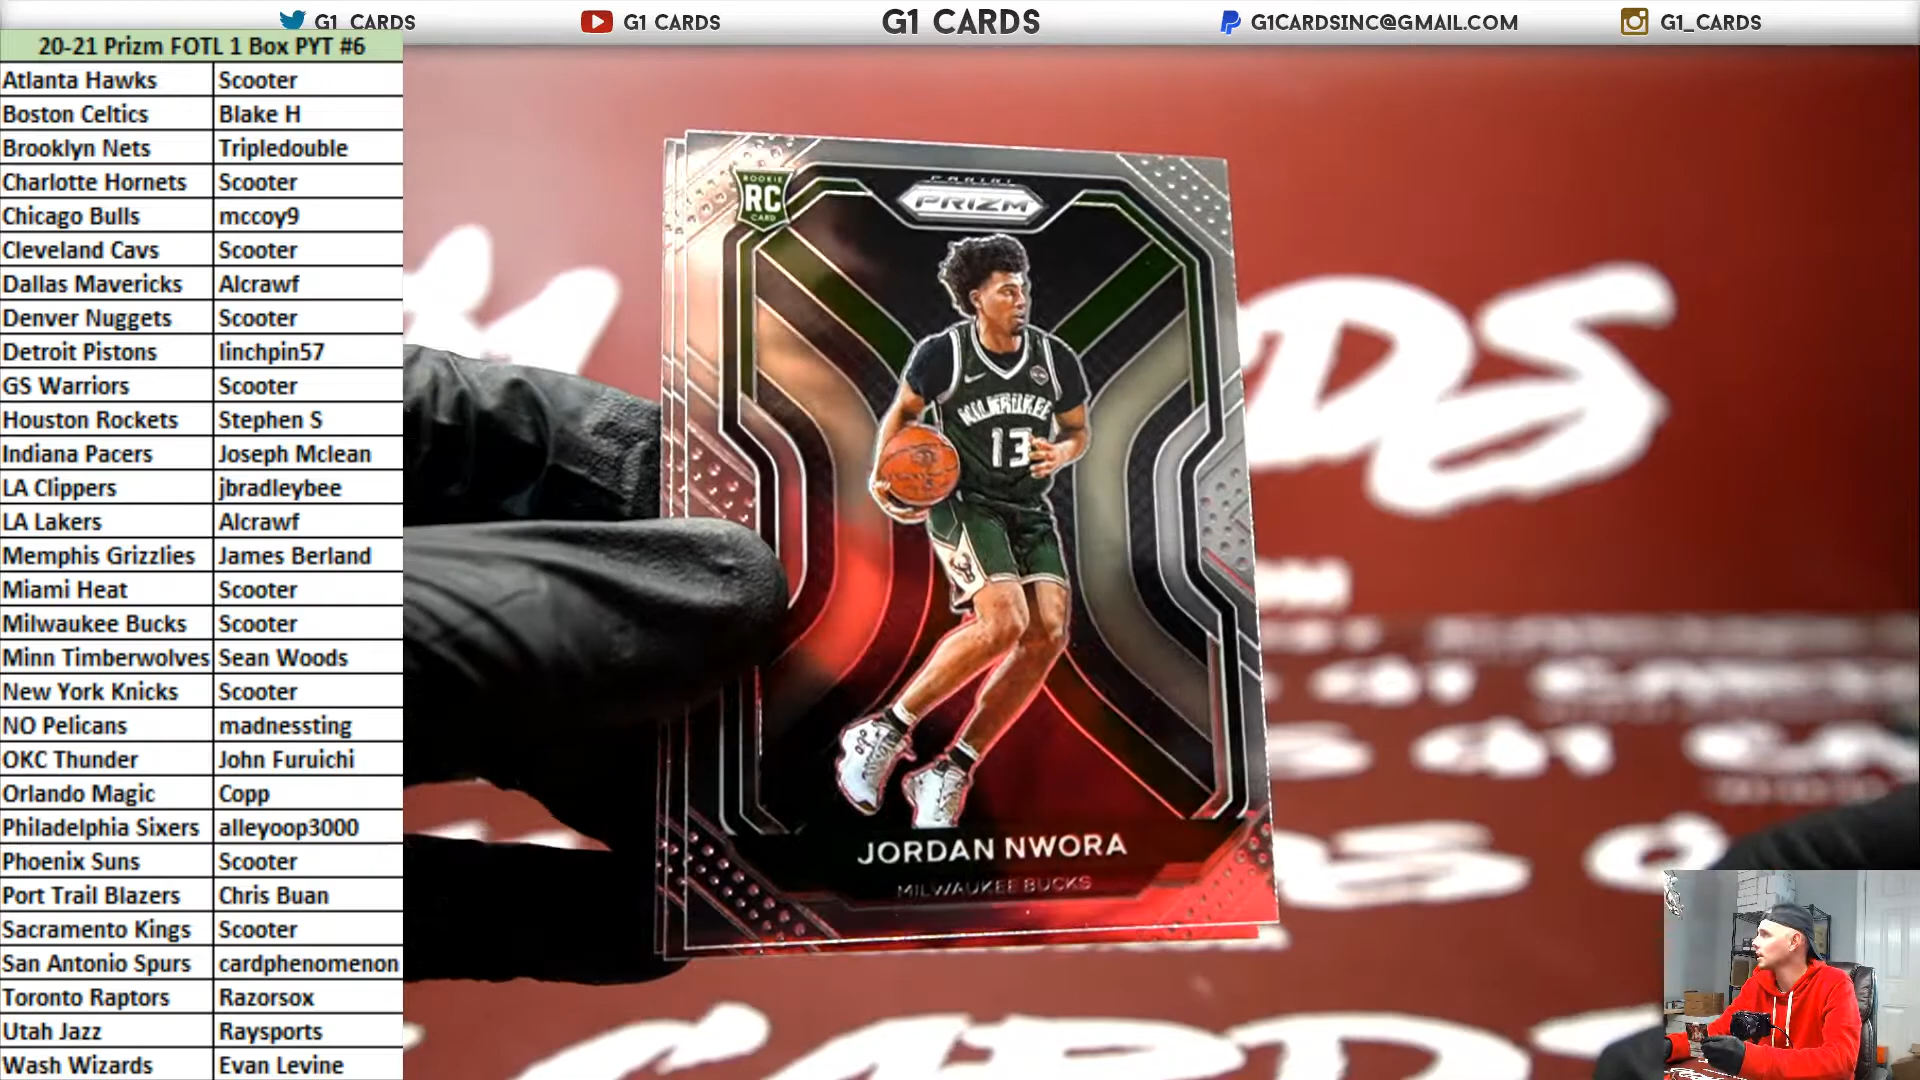 G1_CARDS
G1 CARDS
G1 CARDS
G1CARDSINC@GMAIL.COM
G1_CARDS
20-21 Prizm FOTL 1 Box PYT #6
Atlanta Hawks Scooter
Boston Celtics Blake H
Brooklyn Nets Tripledouble
Charlotte Hornets Scooter
Chicago Bulls mccoy9
Cleveland Cavs Scooter
Dallas Mavericks Alcrawf
Denver Nuggets Scooter
Detroit Pistons linchpin57
GS Warriors Scooter
Houston Rockets Stephen S
Indiana Pacers Joseph Mclean
LA Clippers jbradleybee
LA Lakers Alcrawf
Memphis Grizzlies James Berland
Miami Heat Scooter
Milwaukee Bucks Scooter
Minn Timberwolves Sean Woods
New York Knicks Scooter
NO Pelicans madnessting
OKC Thunder John Furuichi
Orlando Magic Copp
Philadelphia Sixers alleyoop3000
Phoenix Suns Scooter
Port Trail Blazers Chris Buan
Sacramento Kings Scooter
San Antonio Spurs cardphenomenon
Toronto Raptors Razorsox
Utah Jazz Raysports
Wash Wizards Evan Levine
ROOKIE
RC
CARD
PANINI
PRIZM
MILWAUKEE
13
JORDAN NWORA
MILWAUKEE BUCKS